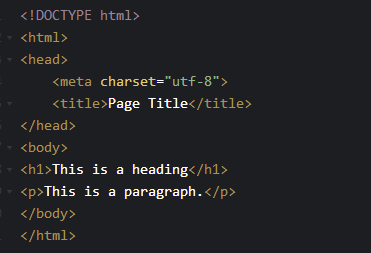 <!DOCTYPE html>
<html>
<head>
    <meta charset="utf-8">
    <title>Page Title</title>
</head>
<body>
<h1>This is a heading</h1>
<p>This is a paragraph.</p>
</body>
</html>